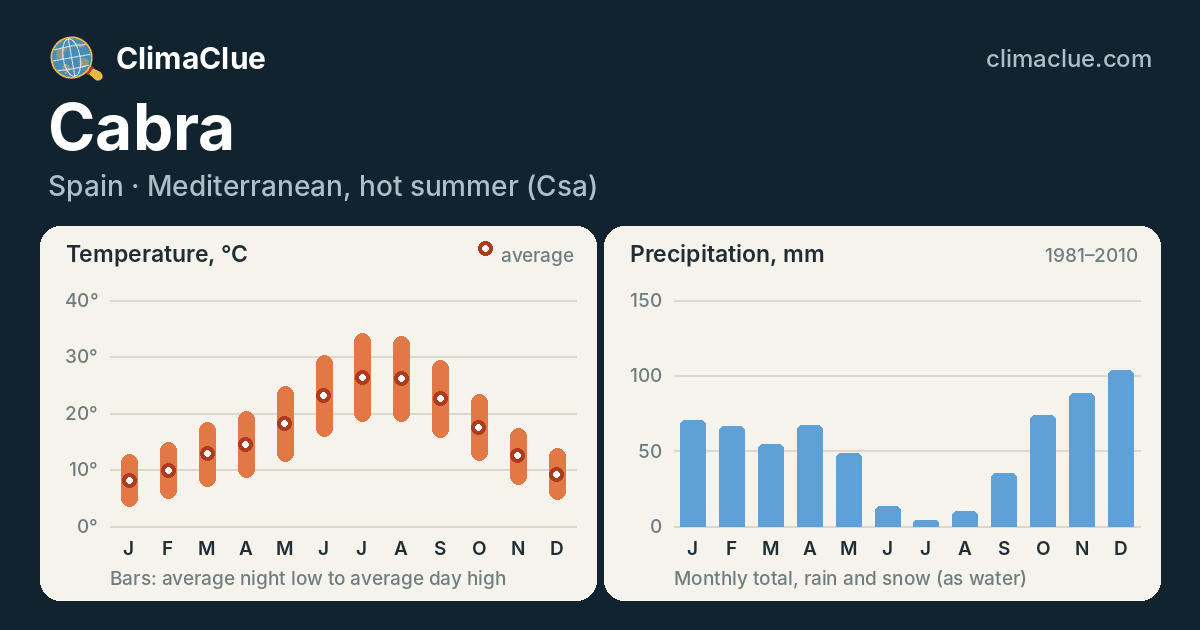 ClimaClue
climaclue.com
Cabra
Spain · Mediterranean, hot summer (Csa)
Temperature, °C
average
40°
30°
20°
10°
0°
J F M A M J J A S O N D
Bars: average night low to average day high
Precipitation, mm
1981–2010
150
100
50
0
J F M A M J J A S O N D
Monthly total, rain and snow (as water)